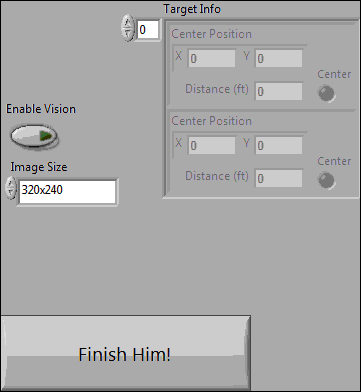 Target Info
0
Center Position
X 0 Y 0
Center
Distance (ft) 0
Enable Vision
Center Position
X 0 Y 0
Center
Image Size
Distance (ft) 0
320x240
Finish Him!